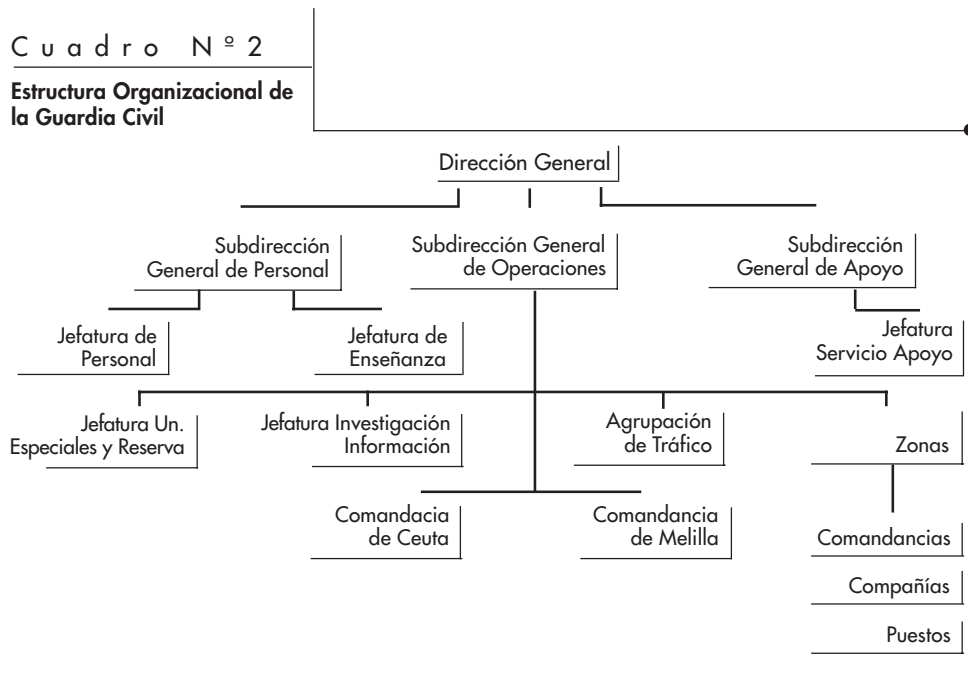 Cuadro Nº2
Estructura Organizacional de
la Guardia Civil
Dirección General
Subdirección
General de Personal
Subdirección General
de Operaciones
Subdirección
General de Apoyo
Jefatura de
Personal
Jefatura de
Enseñanza
Jefatura
Servicio Apoyo
Jefatura Un.
Especiales y Reserva
Jefatura Investigación
Información
Agrupación
de Tráfico
Zonas
Comandacia
de Ceuta
Comandancia
de Melilla
Comandancias
Compañías
Puestos